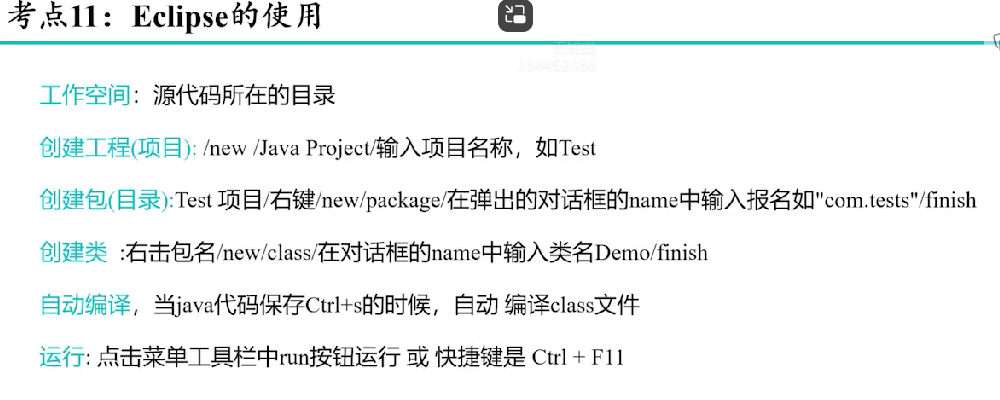 考点11：Eclipse的使用
工作空间：源代码所在的目录
创建工程(项目): /new /Java Project/输入项目名称，如Test
创建包(目录):Test 项目/右键/new/package/在弹出的对话框的name中输入报名如"com.tests"/finish
创建类 :右击包名/new/class/在对话框的name中输入类名Demo/finish
自动编译，当java代码保存Ctrl+s的时候，自动 编译class文件
运行: 点击菜单工具栏中run按钮运行 或 快捷键是 Ctrl + F11